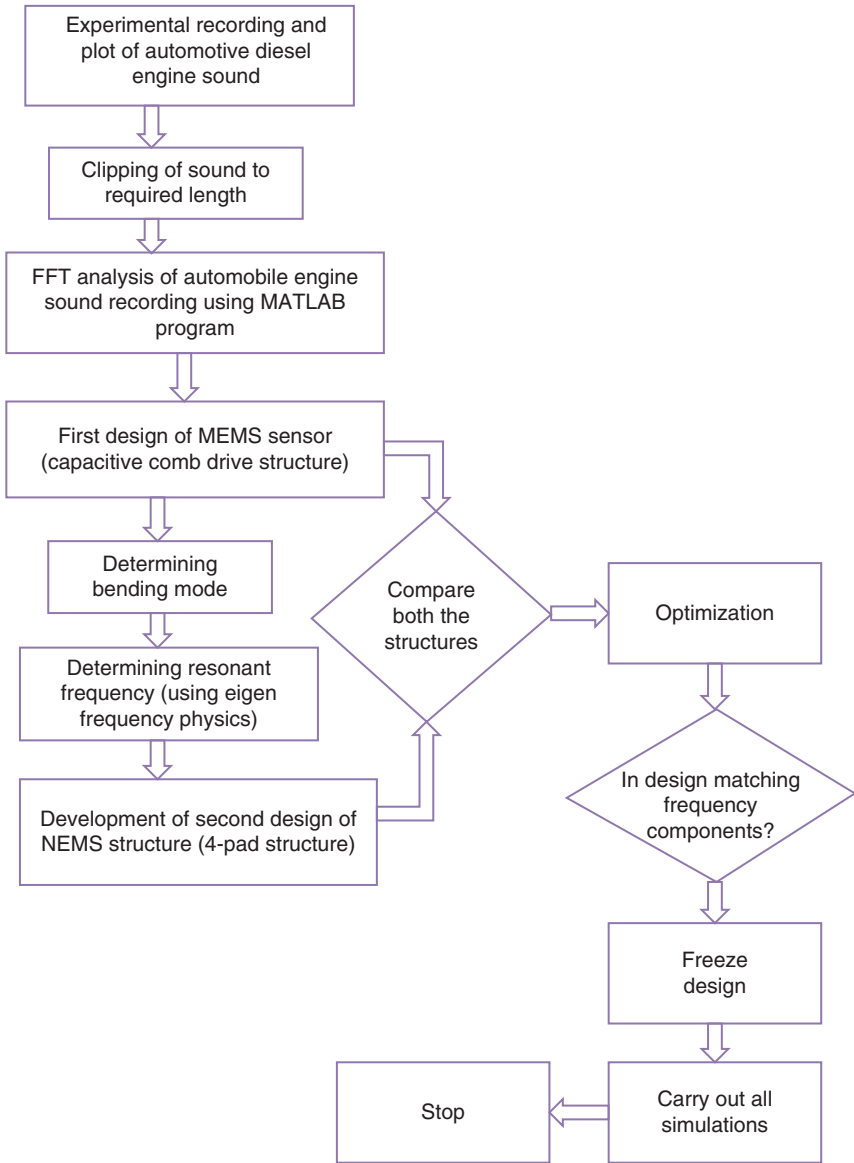 Experimental recording and
plot of automotive diesel
engine sound
Clipping of sound to
required length
FFT analysis of automobile engine
sound recording using MATLAB
program
First design of MEMS sensor
(capacitive comb drive structure)
Determining
bending mode
Determining resonant
frequency (using eigen
frequency physics)
Development of second design of
NEMS structure (4-pad structure)
Compare
both the
structures
Optimization
In design matching
frequency
components?
Freeze
design
Carry out all
simulations
Stop